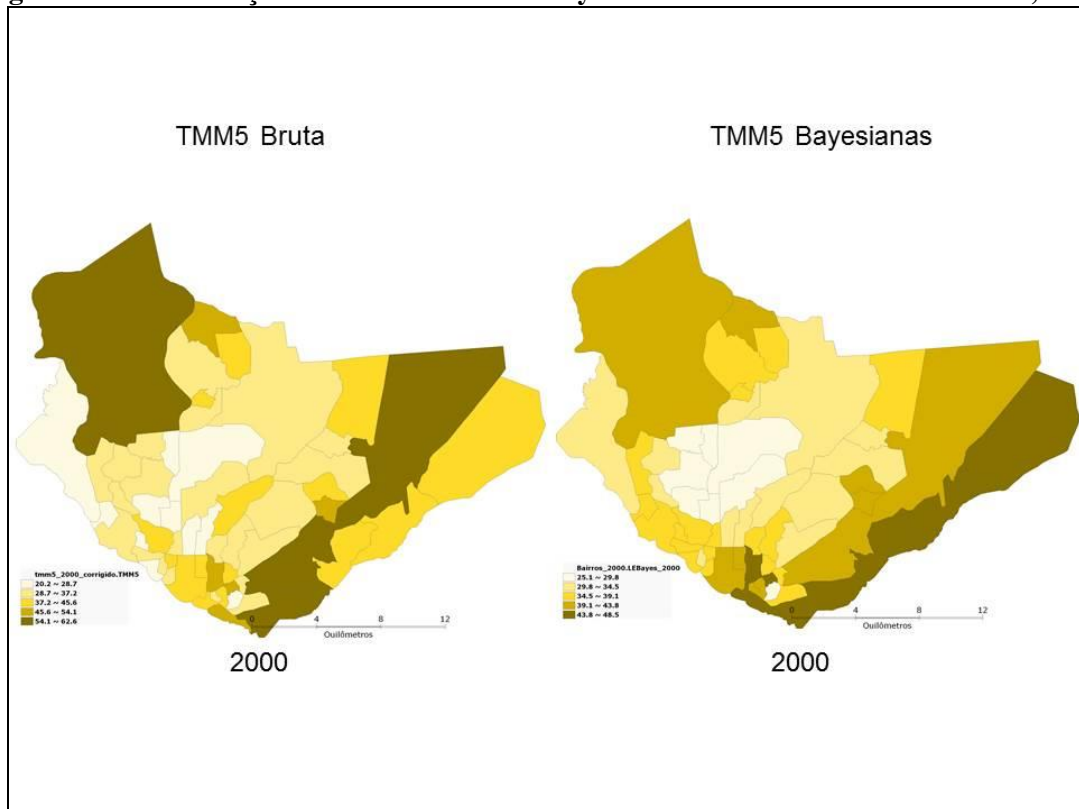 TMM5 Bruta
TMM5 Bayesianas
tmm5_2000_corrigido.TMM5
20.2 ~ 28.7
28.7 ~ 37.2
37.2 ~ 45.6
45.6 ~ 54.1
54.1 ~ 62.6
0 4 8 12
Quilômetros
Bairros_2000.LEBayes_2000
25.1 ~ 29.8
29.8 ~ 34.5
34.5 ~ 39.1
39.1 ~ 43.8
43.8 ~ 48.5
0 4 8 12
Quilômetros
2000
2000